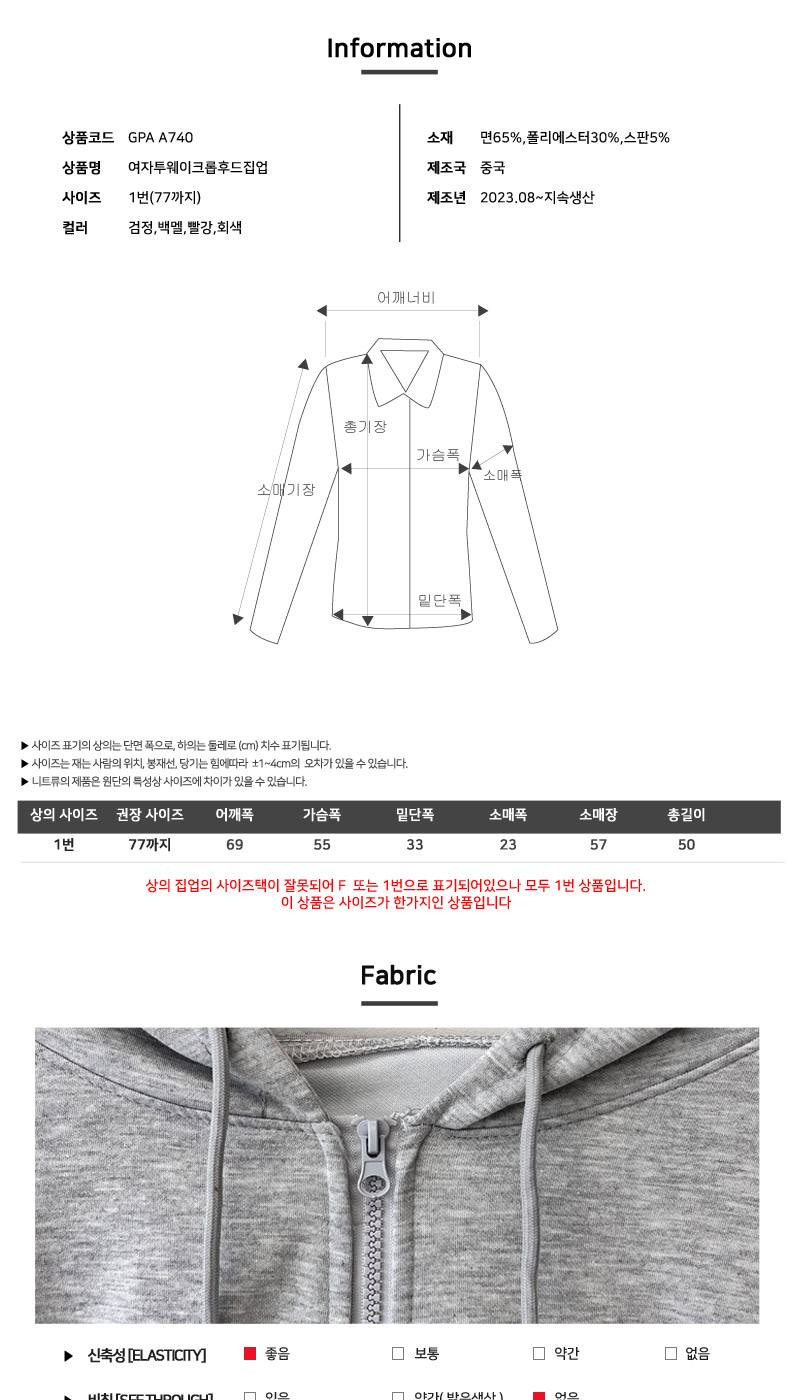 Information
상품코드 GPA A740
상품명 여자투웨이크롭후드집업
사이즈 1번(77까지)
컬러 검정,백멜,빨강,회색
소재 면65%,폴리에스터30%,스판5%
제조국 중국
제조년 2023.08~지속생산
어깨너비
총기장
가슴폭
소매폭
소매기장
밑단폭
▶ 사이즈 표기의 상의는 단면 폭으로, 하의는 둘레로 (cm) 치수 표기됩니다.
▶ 사이즈는 재는 사람의 위치, 봉재선, 당기는 힘에따라 ±1~4cm의 오차가 있을 수 있습니다.
▶ 니트류의 제품은 원단의 특성상 사이즈에 차이가 있을 수 있습니다.
상의 사이즈 권장 사이즈 어깨폭 가슴폭 밑단폭 소매폭 소매장 총길이
1번 77까지 69 55 33 23 57 50
상의 집업의 사이즈택이 잘못되어 F 또는 1번으로 표기되어있으나 모두 1번 상품입니다.
이 상품은 사이즈가 한가지인 상품입니다
Fabric
▶ 신축성 [ELASTICITY] 좋음 보통 약간 없음
비침 [SEE THROUGH] 있음 약간( 밝은색상 ) 없음